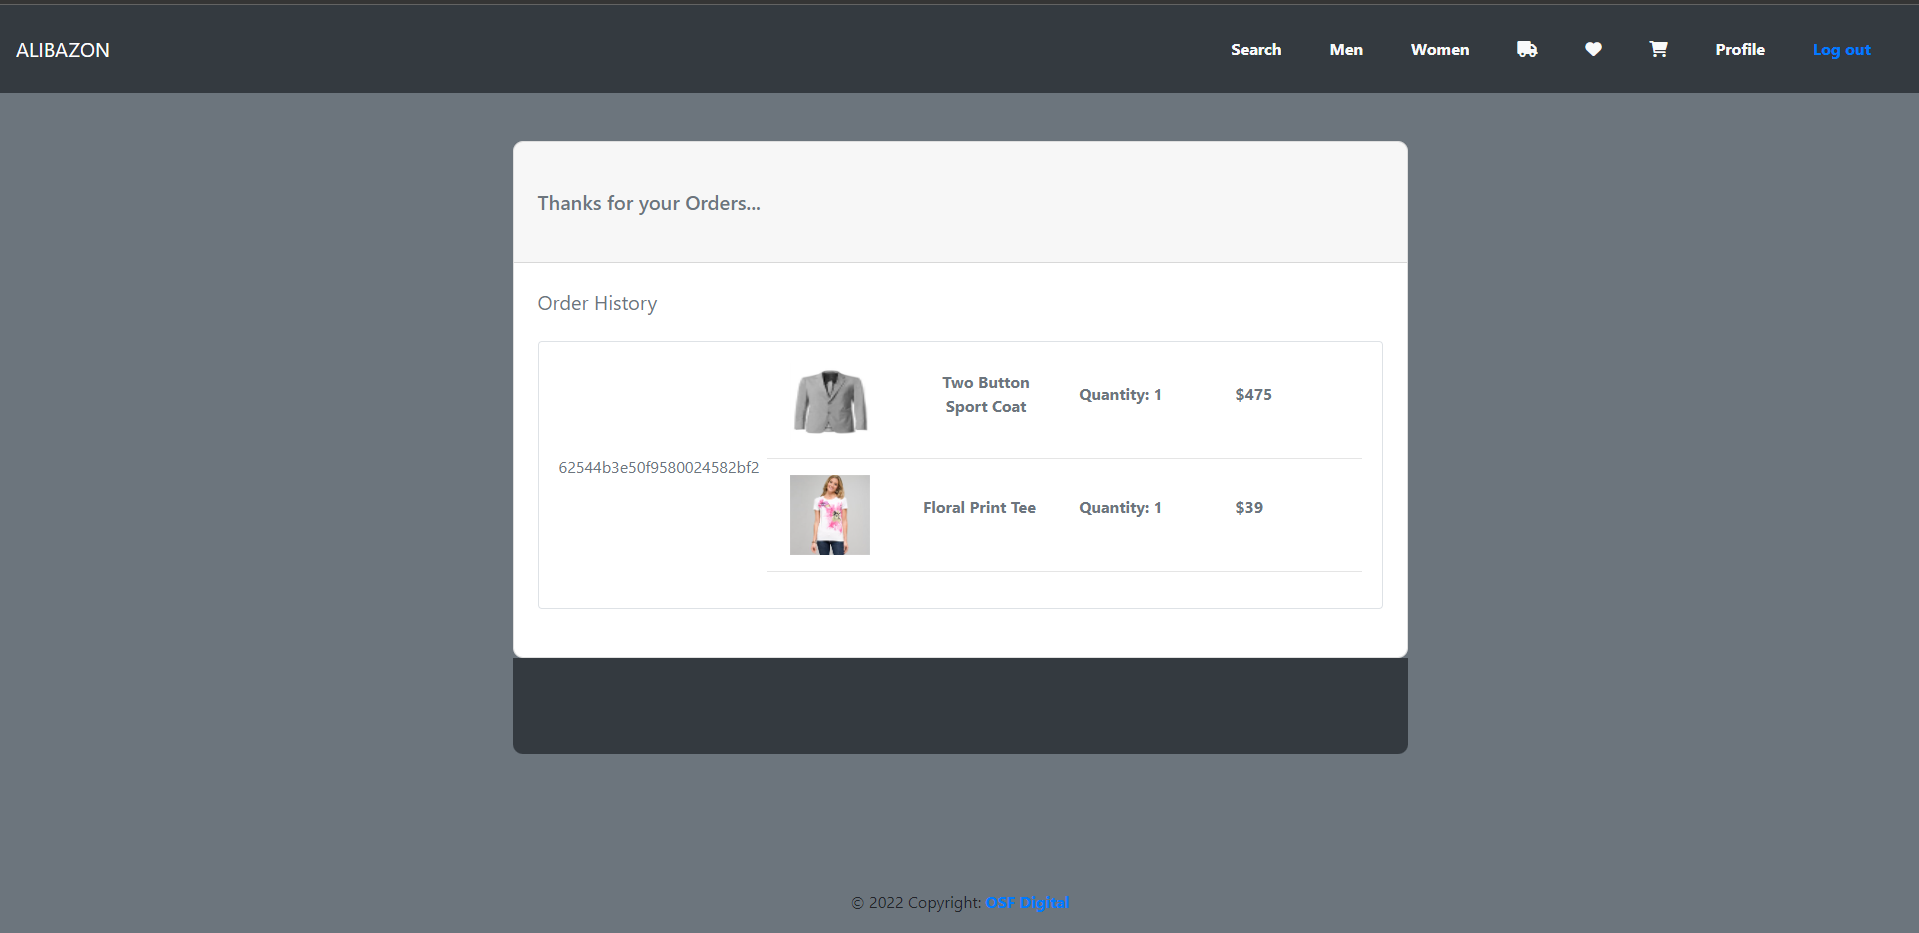 ALIBAZON
Search Men Women Profile Log out
Thanks for your Orders...
Order History
62544b3e50f9580024582bf2
Two Button
Sport Coat
Quantity: 1
$475
Floral Print Tee
Quantity: 1
$39
© 2022 Copyright: OSF Digital